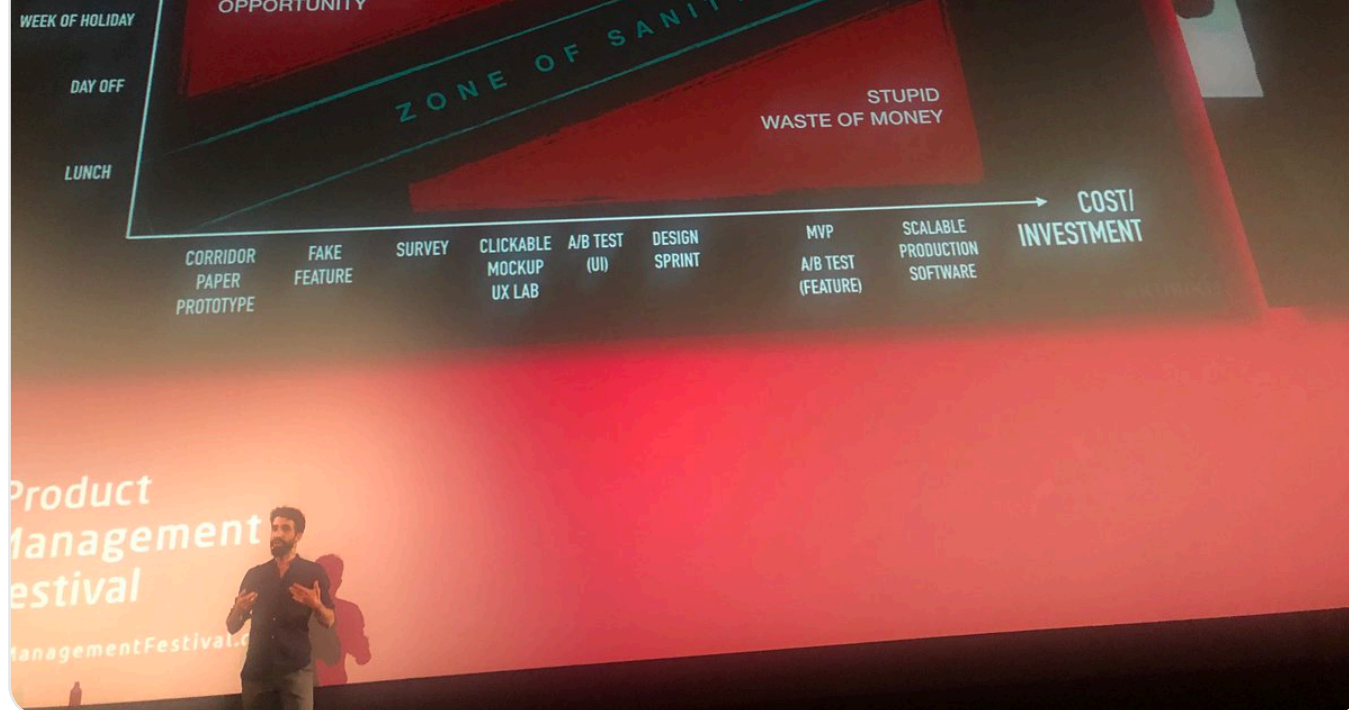 OPPORTUNITY
WEEK OF HOLIDAY
DAY OFF
LUNCH
ZONE OF SANIT
STUPID
WASTE OF MONEY
COST/
INVESTMENT
CORRIDOR
PAPER
PROTOTYPE
FAKE
FEATURE
SURVEY
CLICKABLE
MOCKUP
UX LAB
A/B TEST
(UI)
DESIGN
SPRINT
MVP
A/B TEST
(FEATURE)
SCALABLE
PRODUCTION
SOFTWARE
Product
Management
estival
anagementFestival.c